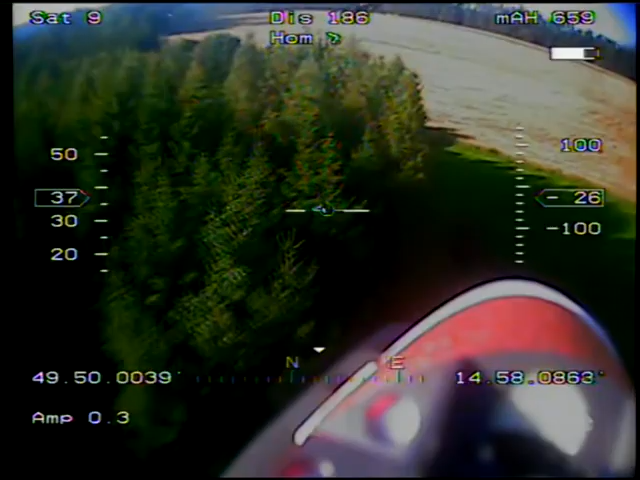 Sat 9 Dis 186 mAH 659
Hom
50 100
37 - 26
30 -100
20
N E
49.50.0039' 14.58.0863'
Amp 0.3